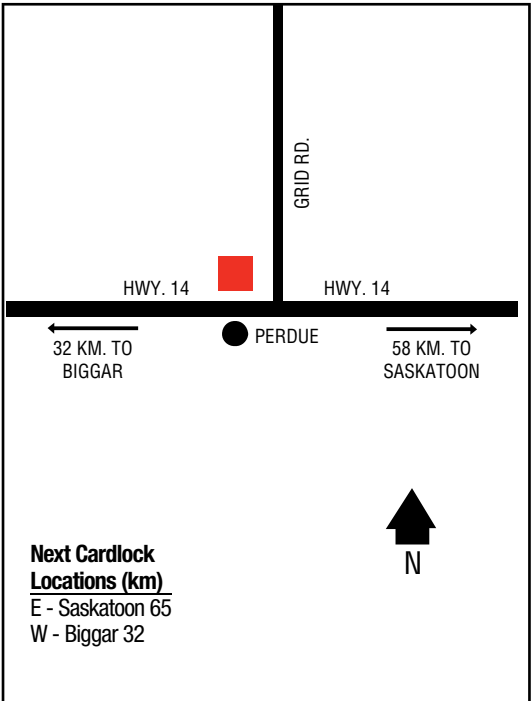 GRID RD.
HWY. 14
HWY. 14
PERDUE
32 KM. TO
BIGGAR
58 KM. TO
SASKATOON
N
Next Cardlock
Locations (km)
E - Saskatoon 65
W - Biggar 32